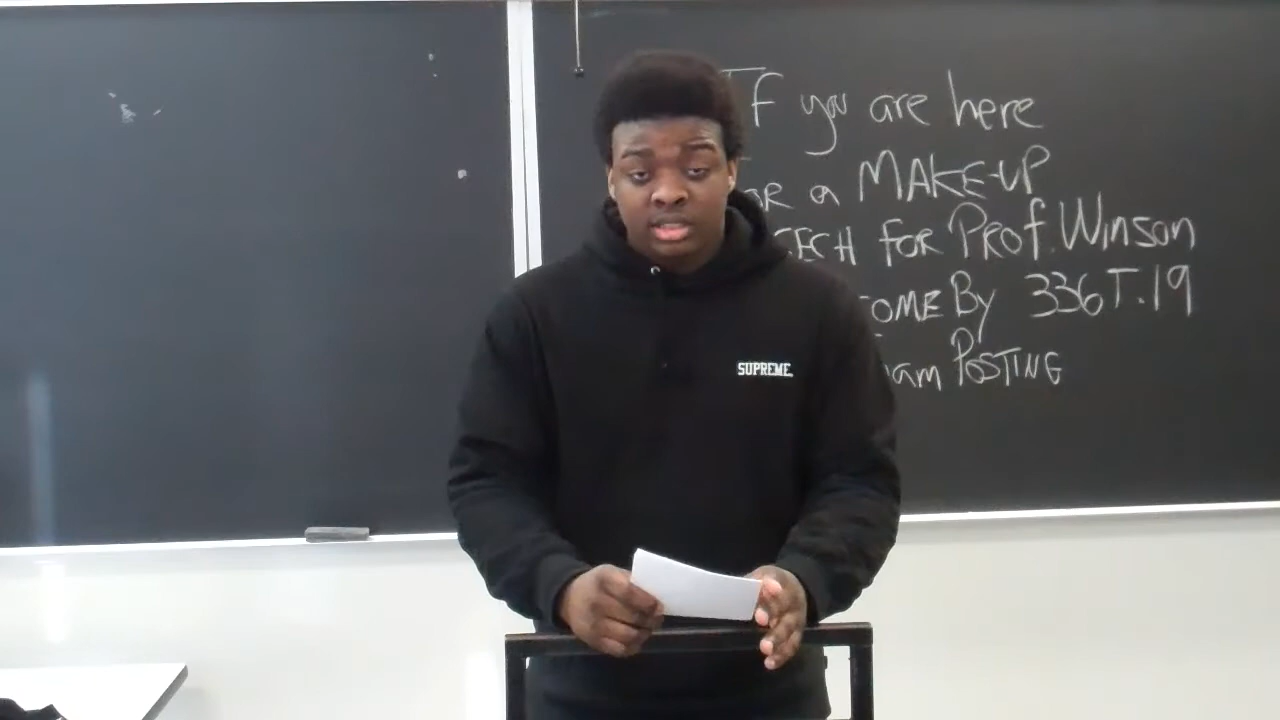 If you are here
a MAKE-UP
FOR Prof. Winson
By 336T.19
POSTING
SUPREME